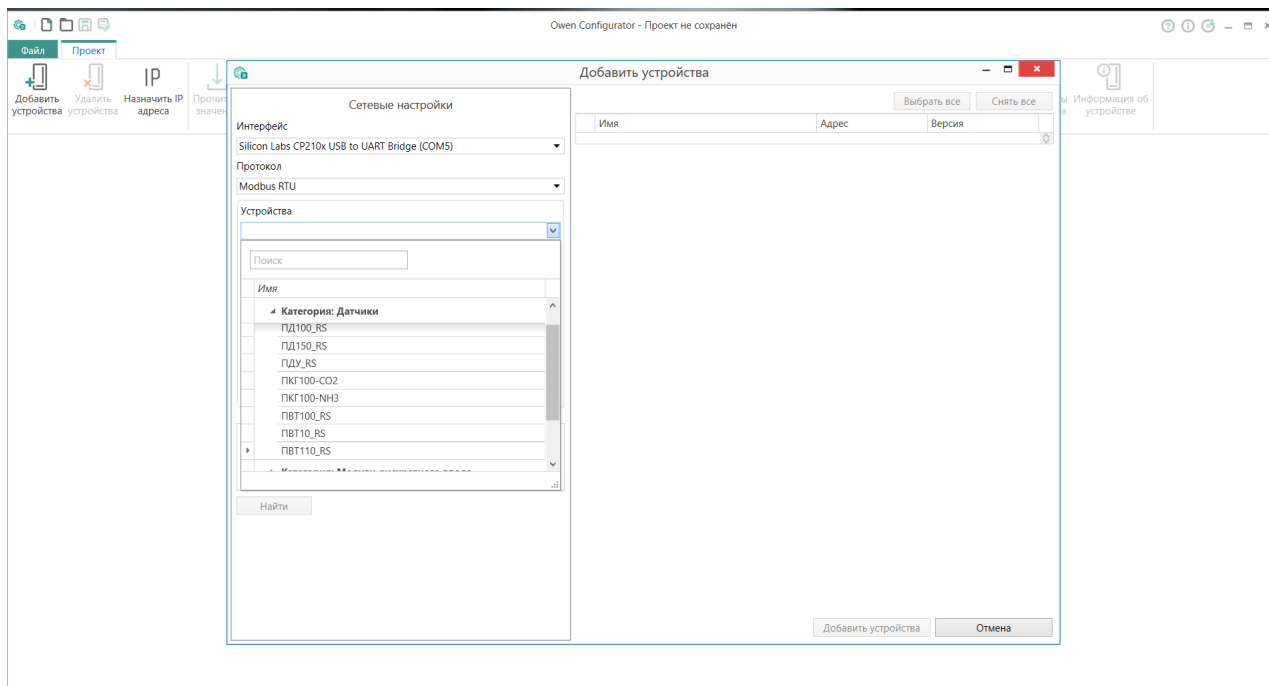 Owen Configurator - Проект не сохранён
Файл Проект
Добавить устройства
Удалить устройства
Назначить IP адреса
Информация об устройстве
Добавить устройства
Сетевые настройки
Выбрать все Снять все
Интерфейс
Имя Адрес Версия
Silicon Labs CP210x USB to UART Bridge (COM5)
Протокол
Modbus RTU
Устройства
Поиск
Имя
Категория: Датчики
ПД100_RS
ПД150_RS
ПДУ_RS
ПКГ100-CO2
ПКГ100-NH3
ПВТ100_RS
ПВТ10_RS
ПВТ110_RS
Найти
Добавить устройства Отмена